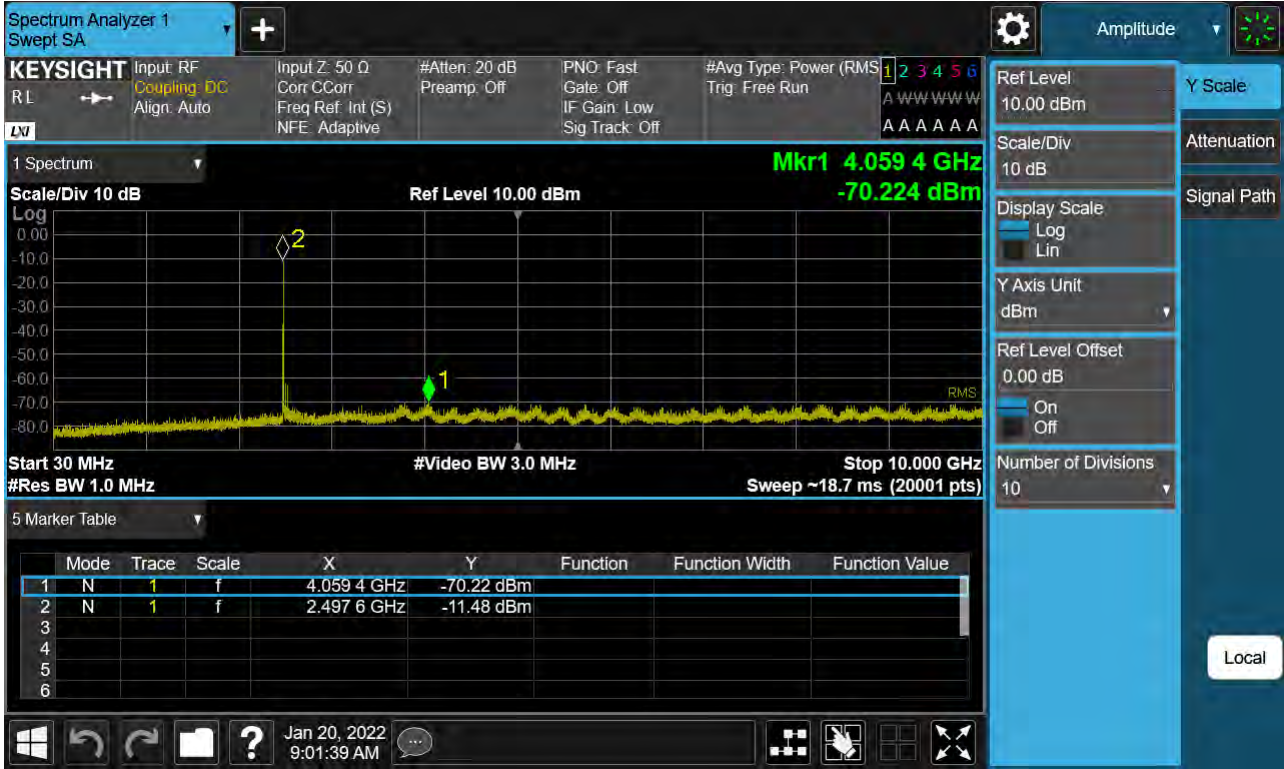 Spectrum Analyzer 1
Swept SA
Amplitude
KEYSIGHT
RL
LXI
Input: RF
Coupling: DC
Align: Auto
Input Z: 50 Ω
Corr CCorr
Freq Ref: Int (S)
NFE: Adaptive
#Atten: 20 dB
Preamp: Off
PNO: Fast
Gate: Off
IF Gain: Low
Sig Track: Off
#Avg Type: Power (RMS
Trig: Free Run
1 2 3 4 5 6
A W W W W W
A A A A A A
1 Spectrum
Mkr1 4.059 4 GHz
-70.224 dBm
Scale/Div 10 dB
Ref Level 10.00 dBm
Log
0.00
-10.0
-20.0
-30.0
-40.0
-50.0
-60.0
-70.0
-80.0
2
1
RMS
Start 30 MHz
#Video BW 3.0 MHz
Stop 10.000 GHz
#Res BW 1.0 MHz
Sweep ~18.7 ms (20001 pts)
5 Marker Table
Mode Trace Scale X Y Function Function Width Function Value
1 N 1 f 4.059 4 GHz -70.22 dBm
2 N 1 f 2.497 6 GHz -11.48 dBm
3
4
5
6
Jan 20, 2022
9:01:39 AM
Ref Level
10.00 dBm
Scale/Div
10 dB
Display Scale
Log
Lin
Y Axis Unit
dBm
Ref Level Offset
0.00 dB
On
Off
Number of Divisions
10
Y Scale
Attenuation
Signal Path
Local